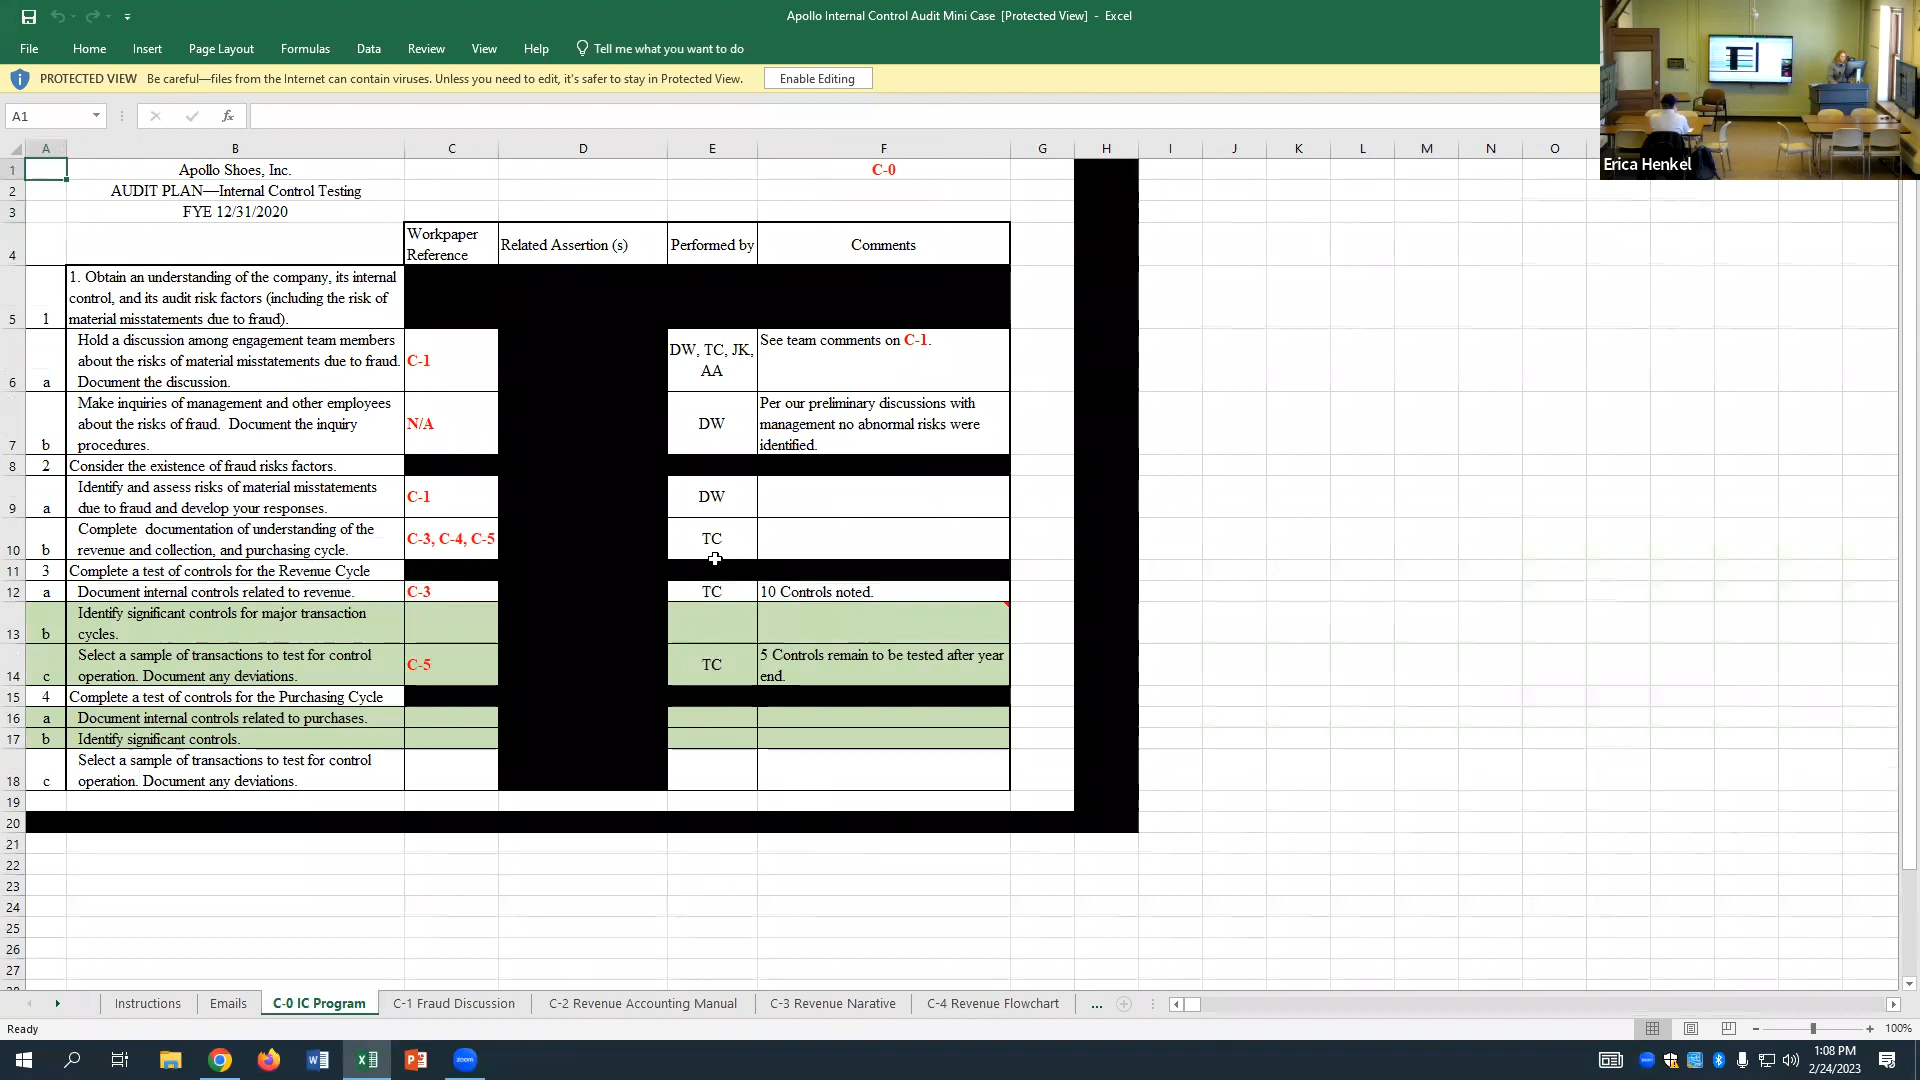 Apollo Internal Control Audit Mini Case [Protected View] - Excel
File Home Insert Page Layout Formulas Data Review View Help Tell me what you want to do
PROTECTED VIEW Be careful—files from the Internet can contain viruses. Unless you need to edit, it's safer to stay in Protected View. Enable Editing
A1 fx
Erica Henkel
A B C D E F G H I J K L M N O
1 Apollo Shoes, Inc. C-0
2 AUDIT PLAN—Internal Control Testing
3 FYE 12/31/2020
4 Workpaper Reference Related Assertion (s) Performed by Comments
5 1 1. Obtain an understanding of the company, its internal
control, and its audit risk factors (including the risk of
material misstatements due to fraud).
6 a Hold a discussion among engagement team members
about the risks of material misstatements due to fraud.
Document the discussion.
C-1
DW, TC, JK,
AA
See team comments on C-1.
7 b Make inquiries of management and other employees
about the risks of fraud. Document the inquiry
procedures.
N/A
DW
Per our preliminary discussions with
management no abnormal risks were
identified.
8 2 Consider the existence of fraud risks factors.
9 a Identify and assess risks of material misstatements
due to fraud and develop your responses.
C-1
DW
10 b Complete documentation of understanding of the
revenue and collection, and purchasing cycle.
C-3, C-4, C-5
TC
11 3 Complete a test of controls for the Revenue Cycle
12 a Document internal controls related to revenue. C-3 TC 10 Controls noted.
13 b Identify significant controls for major transaction
cycles.
14 c Select a sample of transactions to test for control
operation. Document any deviations.
C-5
TC
5 Controls remain to be tested after year
end.
15 4 Complete a test of controls for the Purchasing Cycle
16 a Document internal controls related to purchases.
17 b Identify significant controls.
18 c Select a sample of transactions to test for control
operation. Document any deviations.
19
20
21
22
23
24
25
26
27
Instructions Emails C-0 IC Program C-1 Fraud Discussion C-2 Revenue Accounting Manual C-3 Revenue Narative C-4 Revenue Flowchart ...
Ready 100%
zoom
1:08 PM
2/24/2023